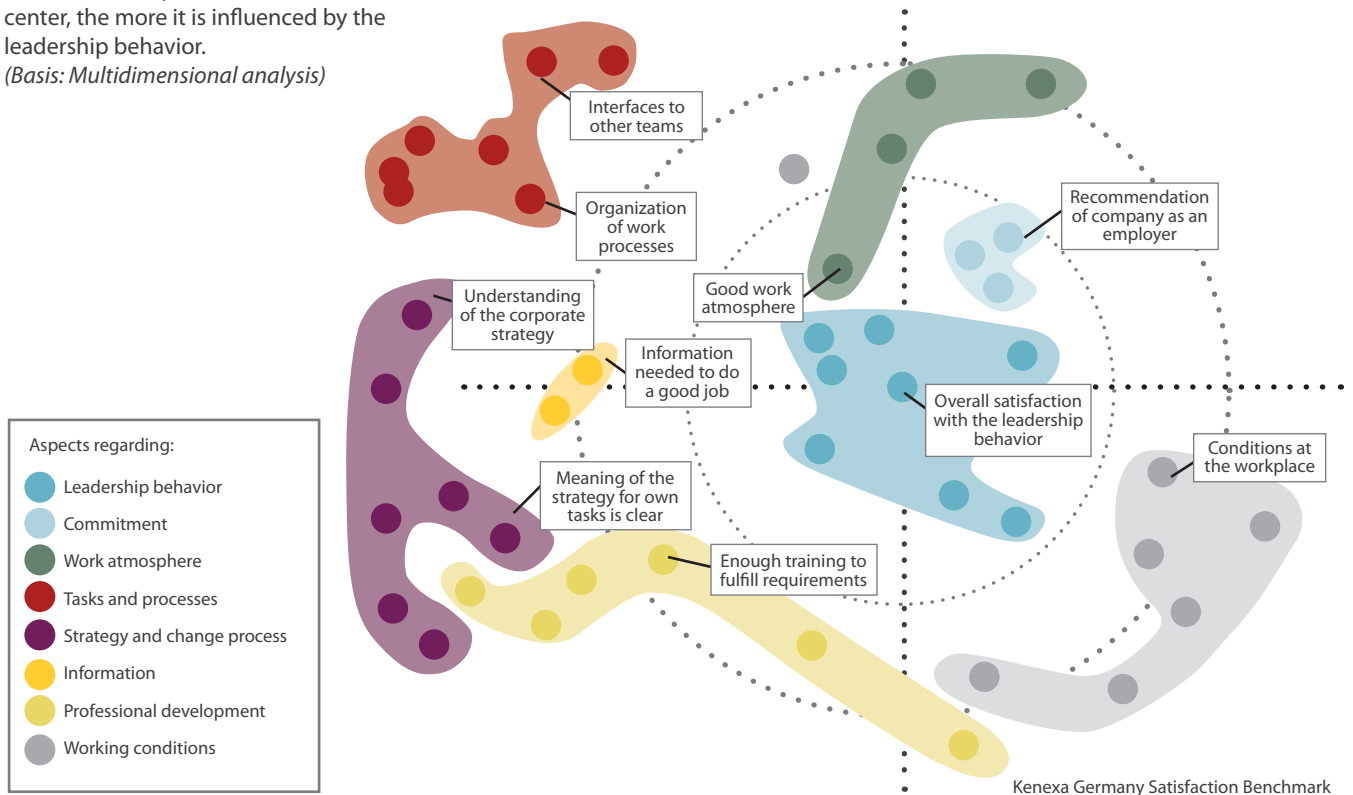 center, the more it is influenced by the
leadership behavior.
(Basis: Multidimensional analysis)
Interfaces to
other teams
Organization
of work
processes
Recommendation
of company as an
employer
Good work
atmosphere
Understanding
of the corporate
strategy
Information
needed to do
a good job
Overall satisfaction
with the leadership
behavior
Conditions at
the workplace
Meaning of the
strategy for own
tasks is clear
Enough training to
fulfill requirements
Aspects regarding:
Leadership behavior
Commitment
Work atmosphere
Tasks and processes
Strategy and change process
Information
Professional development
Working conditions
Kenexa Germany Satisfaction Benchmark